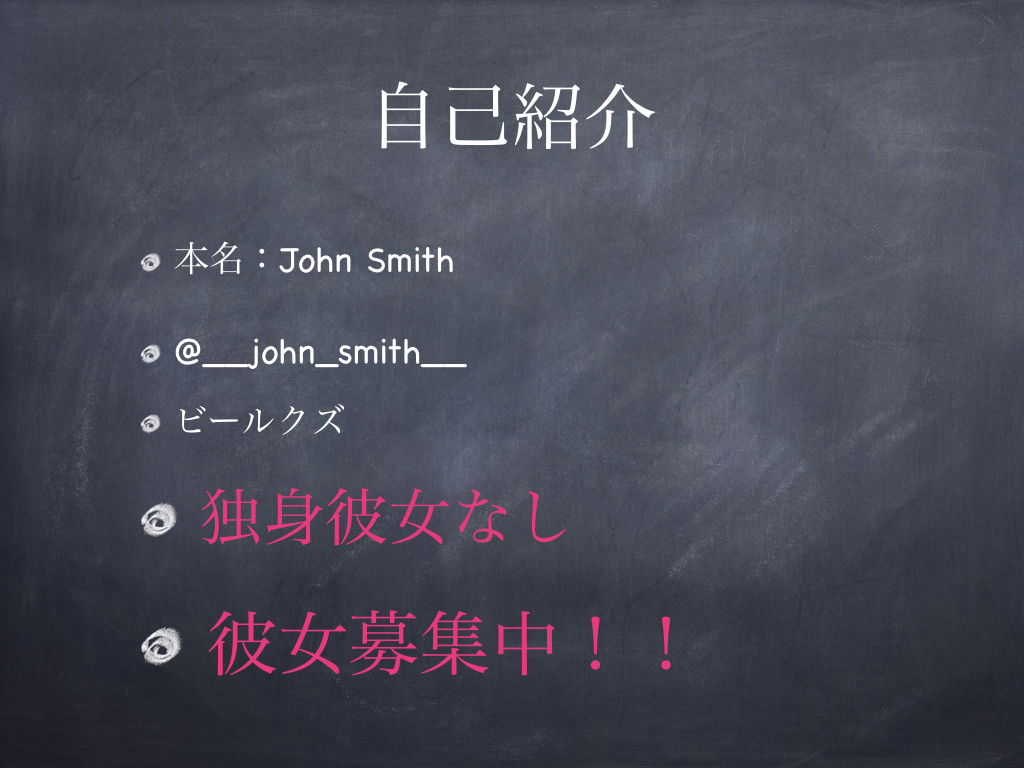 自己紹介
本名：John Smith
@__john_smith__
ビールクズ
独身彼女なし
彼女募集中！！